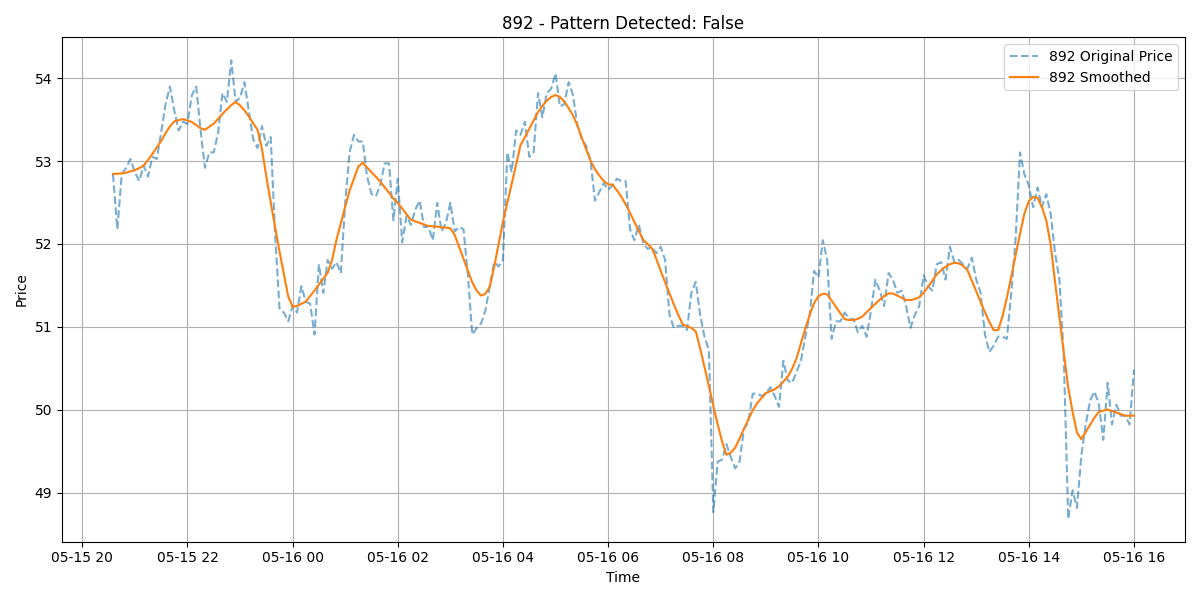 892 - Pattern Detected: False
892 Original Price
892 Smoothed
Price
54
53
52
51
50
49
05-15 20 05-15 22 05-16 00 05-16 02 05-16 04 05-16 06 05-16 08 05-16 10 05-16 12 05-16 14 05-16 16
Time